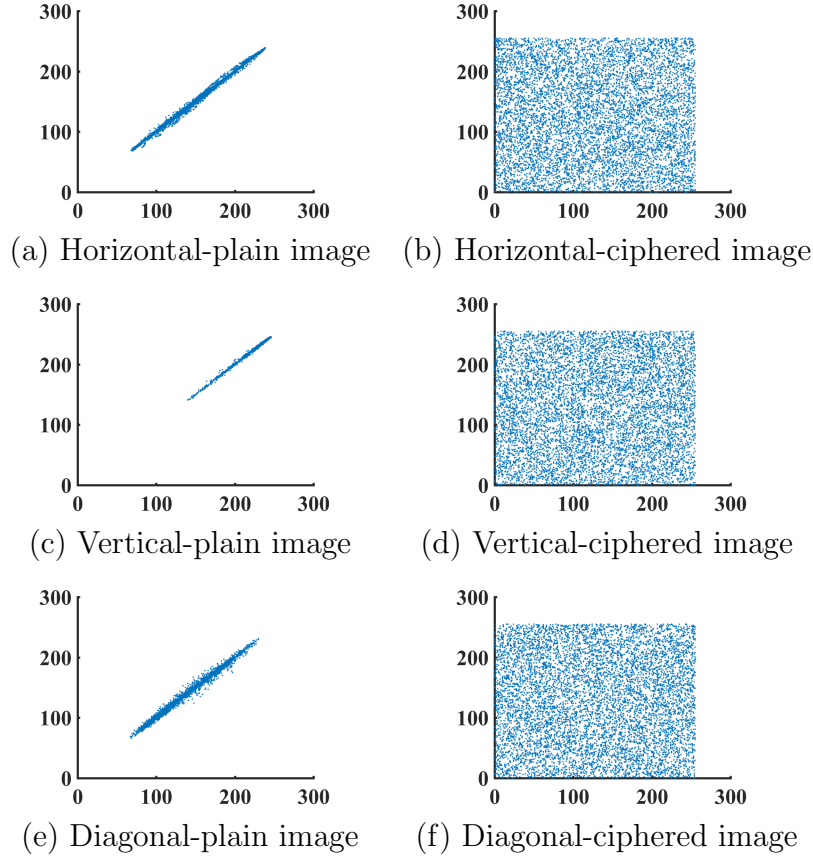 300
200
100
0
0 100 200 300
(a) Horizontal-plain image
300
200
100
0
0 100 200 300
(b) Horizontal-ciphered image
300
200
100
0
0 100 200 300
(c) Vertical-plain image
300
200
100
0
0 100 200 300
(d) Vertical-ciphered image
300
200
100
0
0 100 200 300
(e) Diagonal-plain image
300
200
100
0
0 100 200 300
(f) Diagonal-ciphered image